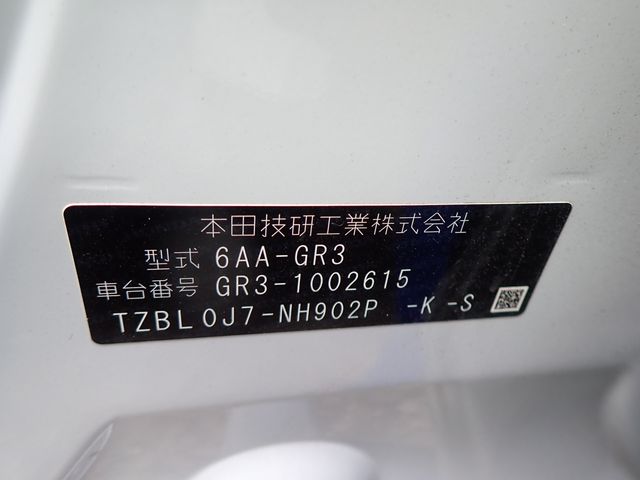 本田技研工業株式会社
型式 6AA-GR3
車台番号 GR3-1002615
TZBL0J7-NH902P -K -S